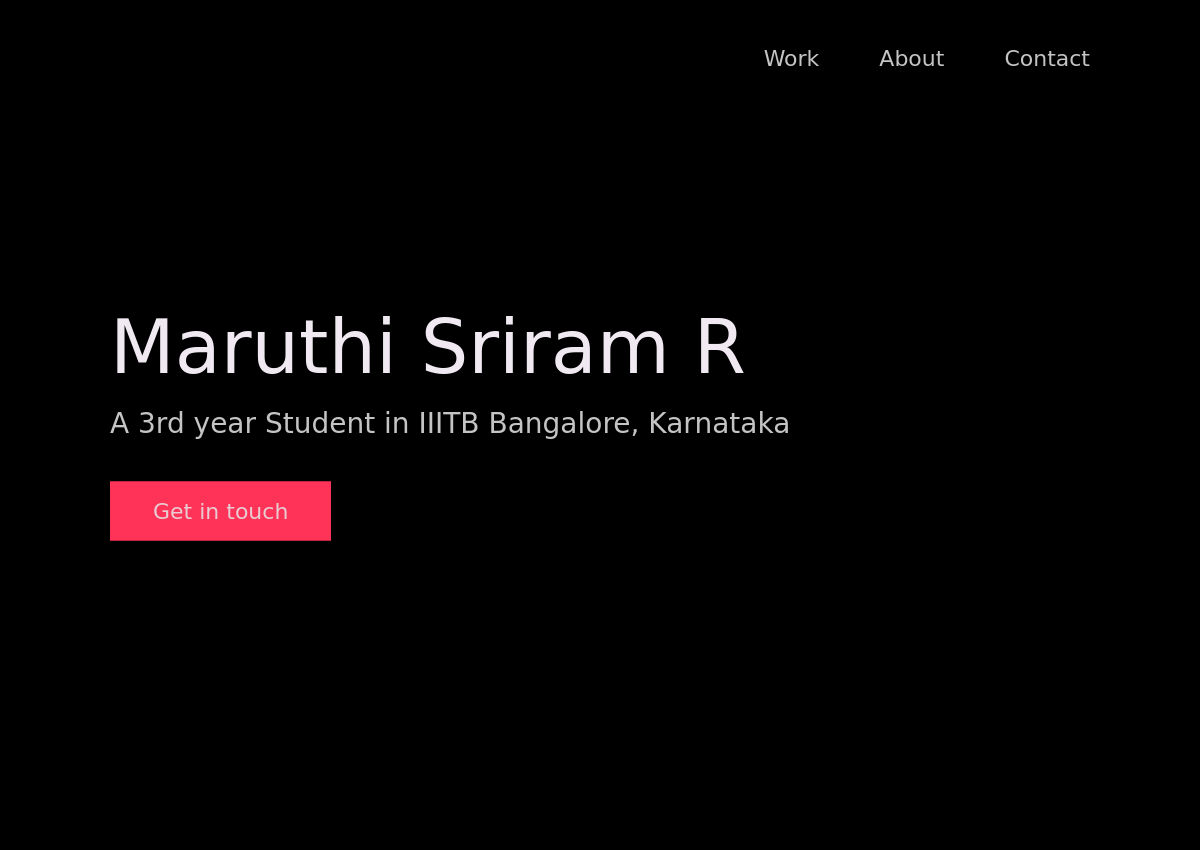 Work About Contact
Maruthi Sriram R
A 3rd year Student in IIITB Bangalore, Karnataka
Get in touch